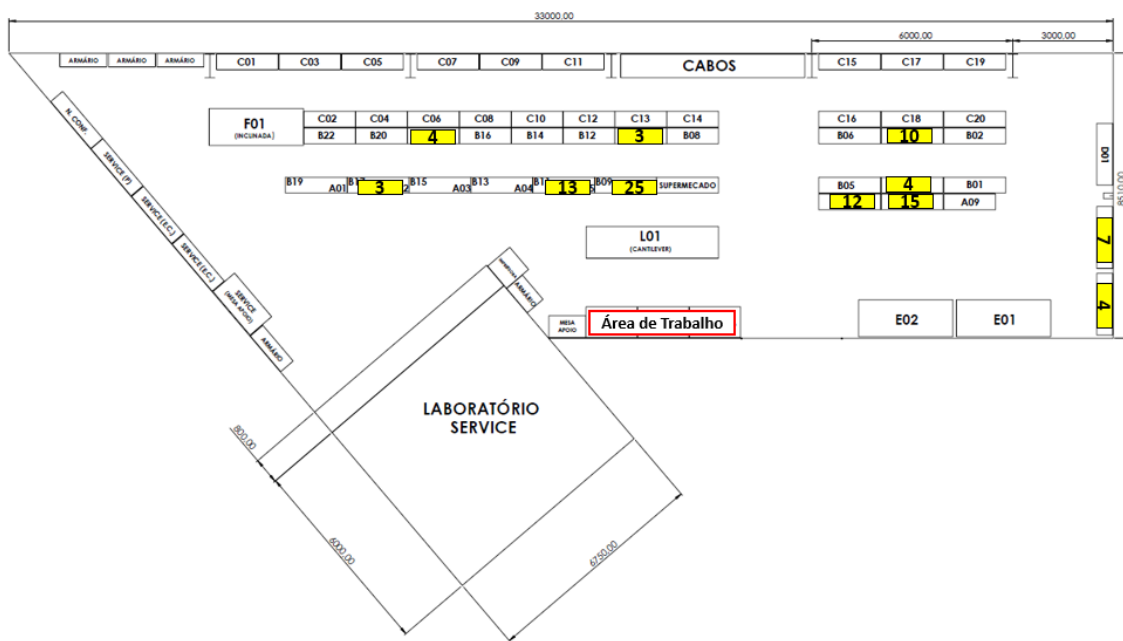 33000.00
6000.00
3000.00
ARMÁRIO
ARMÁRIO
ARMÁRIO
C01
C03
C05
C07
C09
C11
CABOS
C15
C17
C19
N. CONF.
SERVICE (P)
SERVICE (E.C.)
SERVICE (E.C.)
SERVICE
(MESA APOIO)
ARMÁRIO
F01
(INCLINADA)
C02
C04
C06
C08
C10
C12
C13
C14
B22
B20
4
B16
B14
B12
3
B08
C16
C18
C20
B06
10
B02
D01
8510.00
B19
A01
3
B15
A03
B13
A04
13
B09
25
SUPERMECADO
B05
4
B01
12
15
A09
7
4
L01
(CANTILEVER)
ARMÁRIO
MESA
APOIO
Área de Trabalho
E02
E01
LABORATÓRIO
SERVICE
800.00
6000.00
6750.00